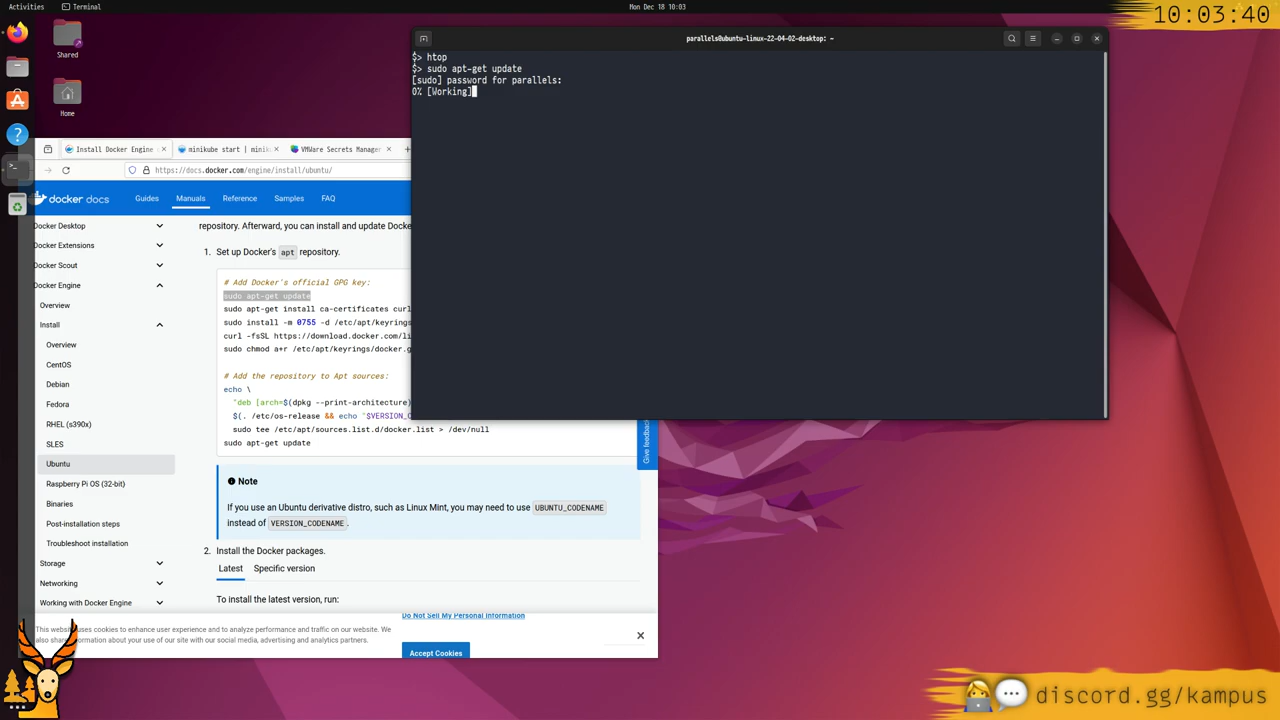 Activities
Terminal
Mon Dec 18 10:03
10:03:40
Shared
Home
parallels@ubuntu-linux-22-04-02-desktop: ~
$> htop
$> sudo apt-get update
[sudo] password for parallels:
0% [Working]
Install Docker Engine
minikube start | mini
VMWare Secrets Manage
https://docs.docker.com/engine/install/ubuntu/
docker docs
Guides
Manuals
Reference
Samples
FAQ
Docker Desktop
Docker Extensions
Docker Scout
Docker Engine
Overview
Install
Overview
CentOS
Debian
Fedora
RHEL (s390x)
SLES
Ubuntu
Raspberry Pi OS (32-bit)
Binaries
Post-installation steps
Troubleshoot installation
Storage
Networking
Working with Docker Engine
repository. Afterward, you can install and update Docke
1. Set up Docker's apt repository.
# Add Docker's official GPG key:
sudo apt-get update
sudo apt-get install ca-certificates curl
sudo install -m 0755 -d /etc/apt/keyrings
curl -fsSL https://download.docker.com/li
sudo chmod a+r /etc/apt/keyrings/docker.g
# Add the repository to Apt sources:
echo \
"deb [arch=$(dpkg --print-architecture)
$(. /etc/os-release && echo "$VERSION_C
sudo tee /etc/apt/sources.list.d/docker.list > /dev/null
sudo apt-get update
Give feedback
Note
If you use an Ubuntu derivative distro, such as Linux Mint, you may need to use UBUNTU_CODENAME
instead of VERSION_CODENAME.
2. Install the Docker packages.
Latest
Specific version
To install the latest version, run:
This website uses cookies to enhance user experience and to analyze performance and traffic on our website. We
also share information about your use of our site with our social media, advertising and analytics partners.
Do Not Sell My Personal Information
Accept Cookies
discord.gg/kampus